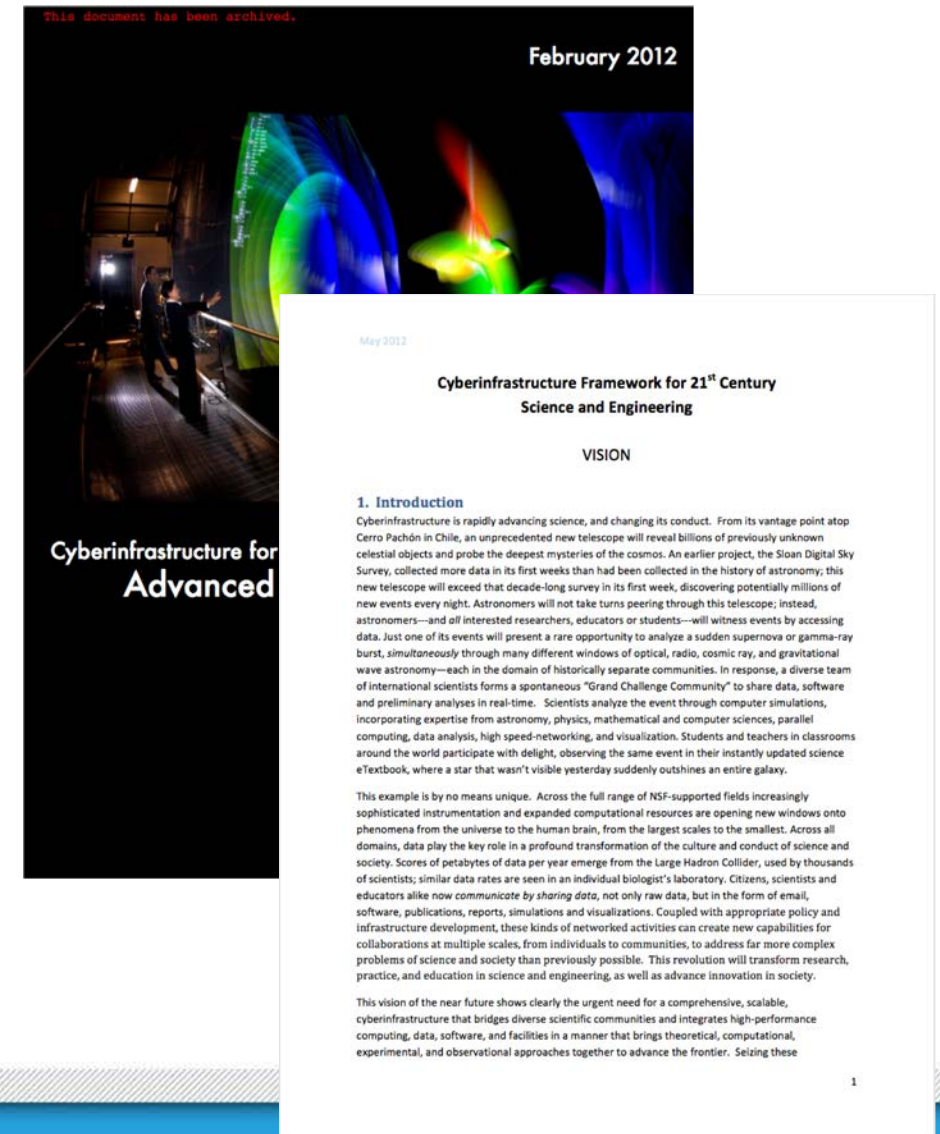 This document has been archived.
February 2012
Cyberinfrastructure for
Advanced
May 2012
Cyberinfrastructure Framework for 21st Century
Science and Engineering
VISION
1. Introduction
Cyberinfrastructure is rapidly advancing science, and changing its conduct. From its vantage point atop
Cerro Pachón in Chile, an unprecedented new telescope will reveal billions of previously unknown
celestial objects and probe the deepest mysteries of the cosmos. An earlier project, the Sloan Digital Sky
Survey, collected more data in its first weeks than had been collected in the history of astronomy; this
new telescope will exceed that decade-long survey in its first week, discovering potentially millions of
new events every night. Astronomers will not take turns peering through this telescope; instead,
astronomers---and all interested researchers, educators or students---will witness events by accessing
data. Just one of its events will present a rare opportunity to analyze a sudden supernova or gamma-ray
burst, simultaneously through many different windows of optical, radio, cosmic ray, and gravitational
wave astronomy—each in the domain of historically separate communities. In response, a diverse team
of international scientists forms a spontaneous "Grand Challenge Community" to share data, software
and preliminary analyses in real-time. Scientists analyze the event through computer simulations,
incorporating expertise from astronomy, physics, mathematical and computer sciences, parallel
computing, data analysis, high speed-networking, and visualization. Students and teachers in classrooms
around the world participate with delight, observing the same event in their instantly updated science
eTextbook, where a star that wasn't visible yesterday suddenly outshines an entire galaxy.
This example is by no means unique. Across the full range of NSF-supported fields increasingly
sophisticated instrumentation and expanded computational resources are opening new windows onto
phenomena from the universe to the human brain, from the largest scales to the smallest. Across all
domains, data play the key role in a profound transformation of the culture and conduct of science and
society. Scores of petabytes of data per year emerge from the Large Hadron Collider, used by thousands
of scientists; similar data rates are seen in an individual biologist's laboratory. Citizens, scientists and
educators alike now communicate by sharing data, not only raw data, but in the form of email,
software, publications, reports, simulations and visualizations. Coupled with appropriate policy and
infrastructure development, these kinds of networked activities can create new capabilities for
collaborations at multiple scales, from individuals to communities, to address far more complex
problems of science and society than previously possible. This revolution will transform research,
practice, and education in science and engineering, as well as advance innovation in society.
This vision of the near future shows clearly the urgent need for a comprehensive, scalable,
cyberinfrastructure that bridges diverse scientific communities and integrates high-performance
computing, data, software, and facilities in a manner that brings theoretical, computational,
experimental, and observational approaches together to advance the frontier. Seizing these
1